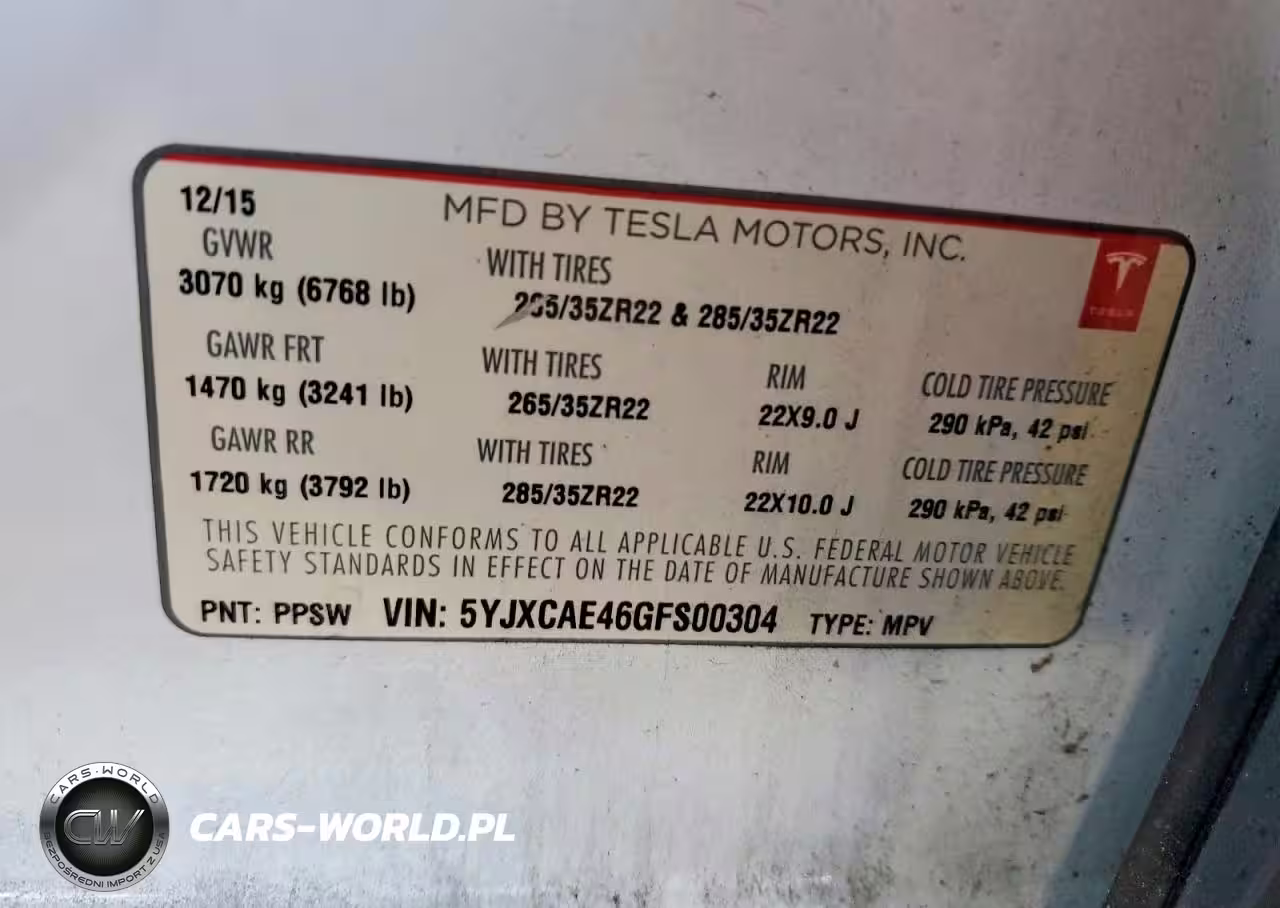 12/15 MFD BY TESLA MOTORS, INC.
GVWR WITH TIRES
3070 kg (6768 lb) 265/35ZR22 & 285/35ZR22
TESLA
GAWR FRT WITH TIRES RIM COLD TIRE PRESSURE
1470 kg (3241 lb) 265/35ZR22 22X9.0 J 290 kPa, 42 psi
GAWR RR WITH TIRES RIM COLD TIRE PRESSURE
1720 kg (3792 lb) 285/35ZR22 22X10.0 J 290 kPa, 42 psi
THIS VEHICLE CONFORMS TO ALL APPLICABLE U.S. FEDERAL MOTOR VEHICLE
SAFETY STANDARDS IN EFFECT ON THE DATE OF MANUFACTURE SHOWN ABOVE.
PNT: PPSW VIN: 5YJXCAE46GFS00304 TYPE: MPV
CARS-WORLD
CW
BEZPOŚREDNI IMPORT Z USA
CARS-WORLD.PL